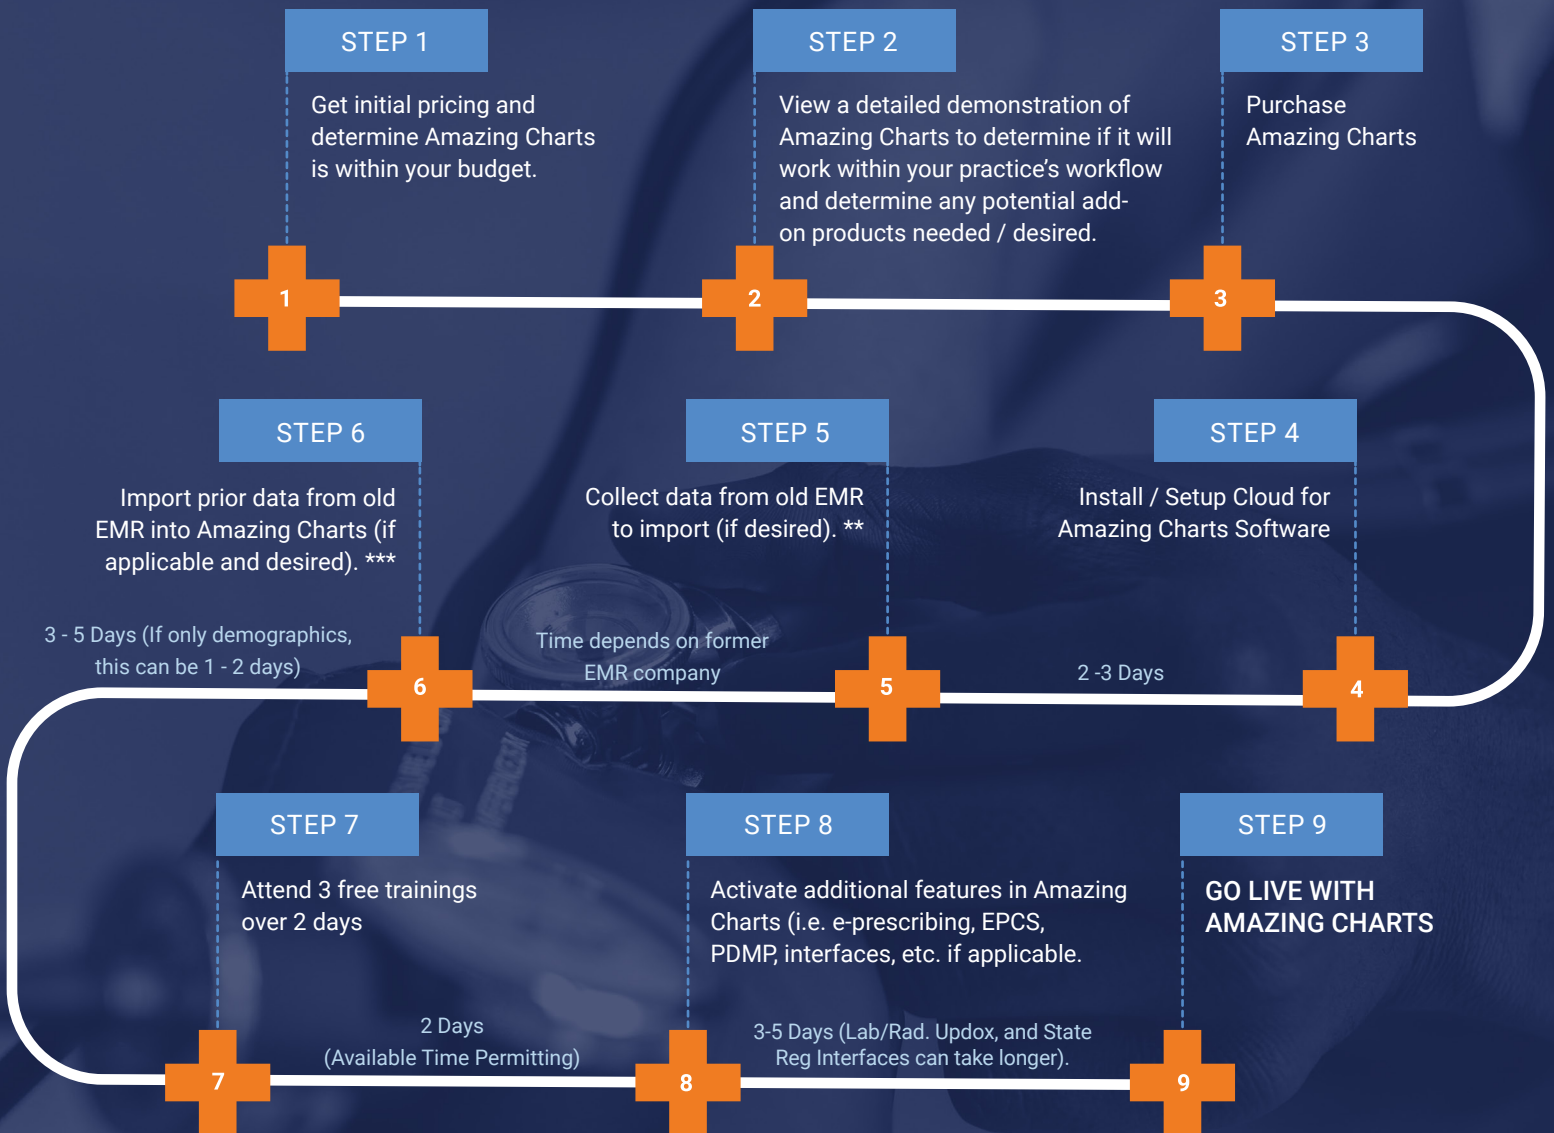 STEP 1
Get initial pricing and
determine Amazing Charts
is within your budget.
1
STEP 2
View a detailed demonstration of
Amazing Charts to determine if it will
work within your practice’s workflow
and determine any potential add-
on products needed / desired.
2
STEP 3
Purchase
Amazing Charts
3
STEP 4
Install / Setup Cloud for
Amazing Charts Software
4
2 -3 Days
STEP 5
Collect data from old EMR
to import (if desired). **
5
Time depends on former
EMR company
STEP 6
Import prior data from old
EMR into Amazing Charts (if
applicable and desired). ***
6
3 - 5 Days (If only demographics,
this can be 1 - 2 days)
STEP 7
Attend 3 free trainings
over 2 days
7
2 Days
(Available Time Permitting)
STEP 8
Activate additional features in Amazing
Charts (i.e. e-prescribing, EPCS,
PDMP, interfaces, etc. if applicable.
8
3-5 Days (Lab/Rad. Updox, and State
Reg Interfaces can take longer).
STEP 9
GO LIVE WITH
AMAZING CHARTS
9